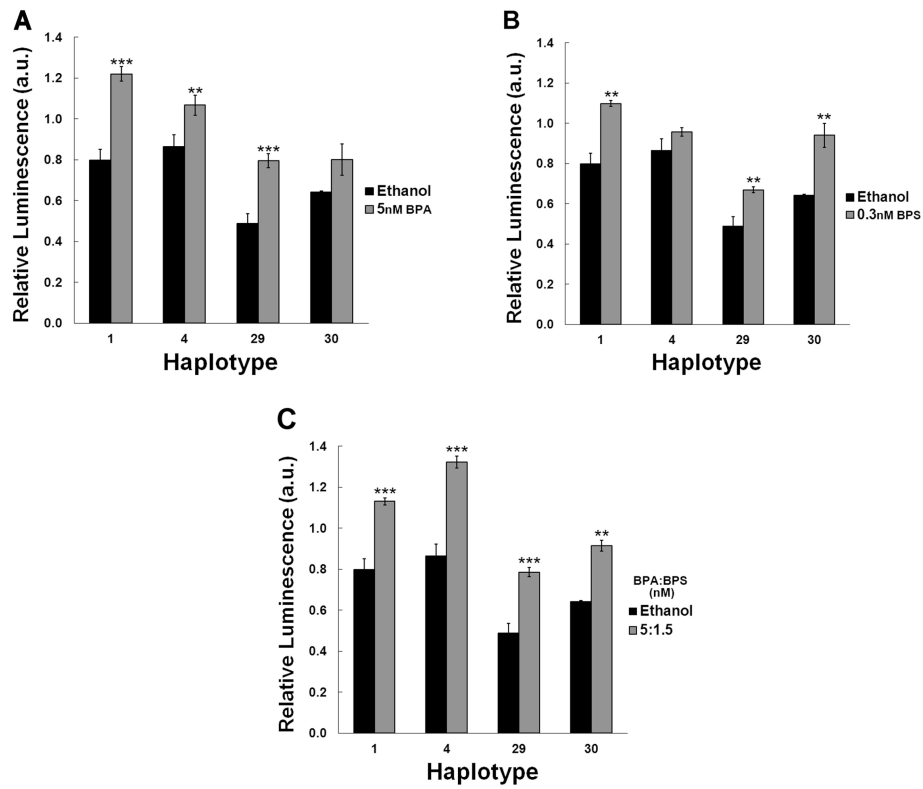 A
Relative Luminescence (a.u.)
1.4
1.2
1.0
0.8
0.6
0.4
0.2
0.0
***
**
***
1 4 29 30
Haplotype
Ethanol
5nM BPA
B
Relative Luminescence (a.u.)
1.4
1.2
1.0
0.8
0.6
0.4
0.2
0.0
**
**
**
1 4 29 30
Haplotype
Ethanol
0.3nM BPS
C
Relative Luminescence (a.u.)
1.4
1.2
1.0
0.8
0.6
0.4
0.2
0.0
***
***
***
**
1 4 29 30
Haplotype
BPA:BPS
(nM)
Ethanol
5:1.5